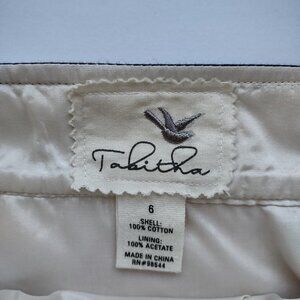 Tabitha
6
SHELL:
100% COTTON
LINING:
100% ACETATE
MADE IN CHINA
RN#98544